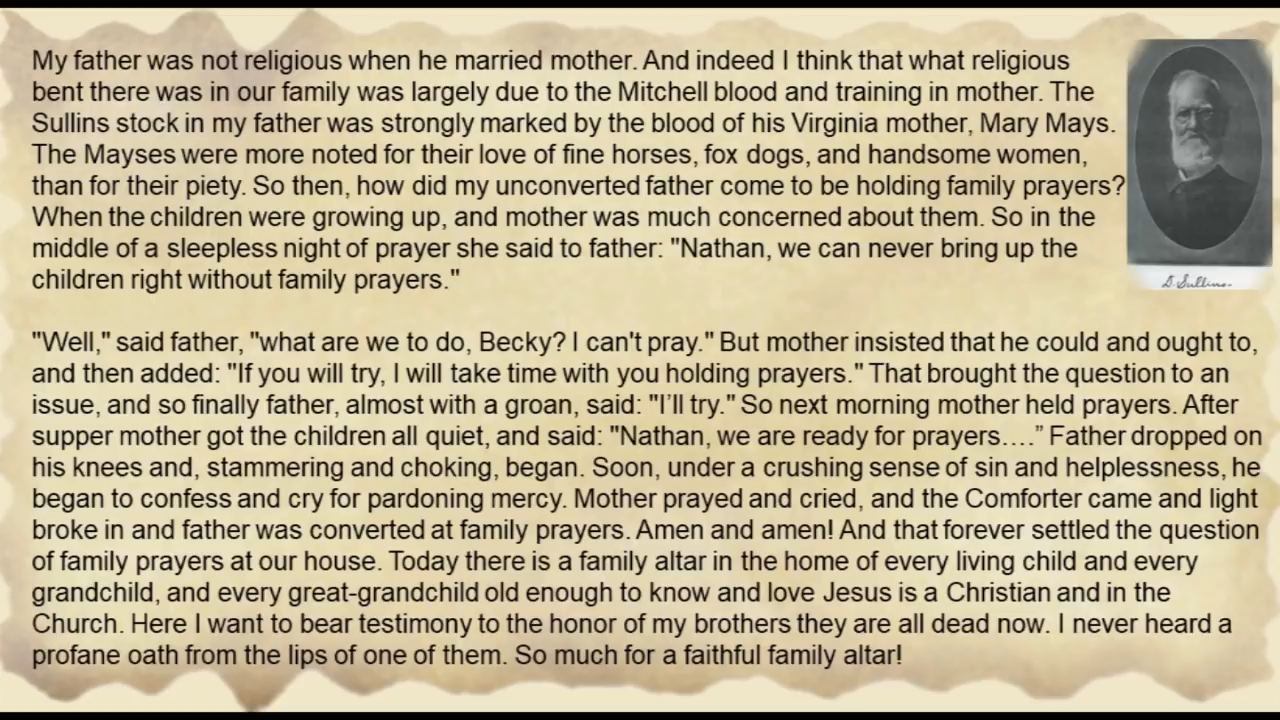 My father was not religious when he married mother. And indeed I think that what religious
bent there was in our family was largely due to the Mitchell blood and training in mother. The
Sullins stock in my father was strongly marked by the blood of his Virginia mother, Mary Mays.
The Mayses were more noted for their love of fine horses, fox dogs, and handsome women,
than for their piety. So then, how did my unconverted father come to be holding family prayers?
When the children were growing up, and mother was much concerned about them. So in the
middle of a sleepless night of prayer she said to father: "Nathan, we can never bring up the
children right without family prayers."
D. Sullins.
"Well," said father, "what are we to do, Becky? I can't pray." But mother insisted that he could and ought to,
and then added: "If you will try, I will take time with you holding prayers." That brought the question to an
issue, and so finally father, almost with a groan, said: "I’ll try." So next morning mother held prayers. After
supper mother got the children all quiet, and said: "Nathan, we are ready for prayers….” Father dropped on
his knees and, stammering and choking, began. Soon, under a crushing sense of sin and helplessness, he
began to confess and cry for pardoning mercy. Mother prayed and cried, and the Comforter came and light
broke in and father was converted at family prayers. Amen and amen! And that forever settled the question
of family prayers at our house. Today there is a family altar in the home of every living child and every
grandchild, and every great-grandchild old enough to know and love Jesus is a Christian and in the
Church. Here I want to bear testimony to the honor of my brothers they are all dead now. I never heard a
profane oath from the lips of one of them. So much for a faithful family altar!